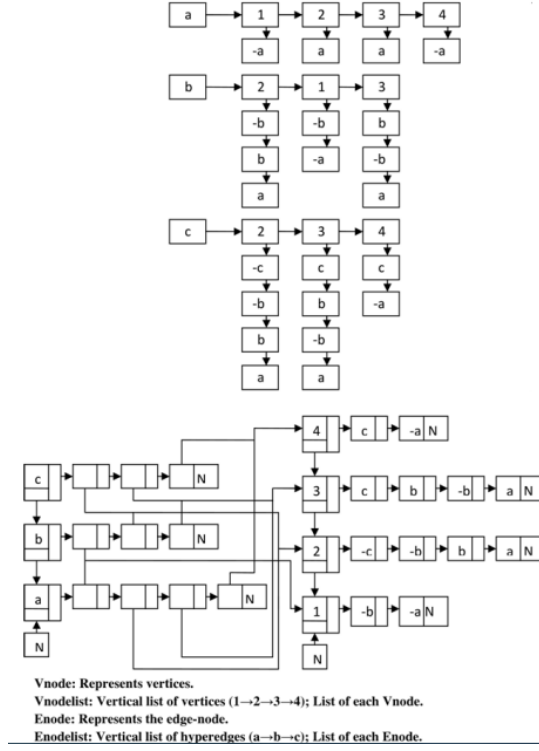 a 1 2 3 4
-a a a -a
b 2 1 3
-b -b b
b -a -b
a a
c 2 3 4
-c c c
-b b -a
b -b
a a
4 c -a N
c N 3 c b -b a N
b N 2 -c -b b a N
a N 1 -b -a N
N N
Vnode: Represents vertices.
Vnodelist: Vertical list of vertices (1→2→3→4); List of each Vnode.
Enode: Represents the edge-node.
Enodelist: Vertical list of hyperedges (a→b→c); List of each Enode.